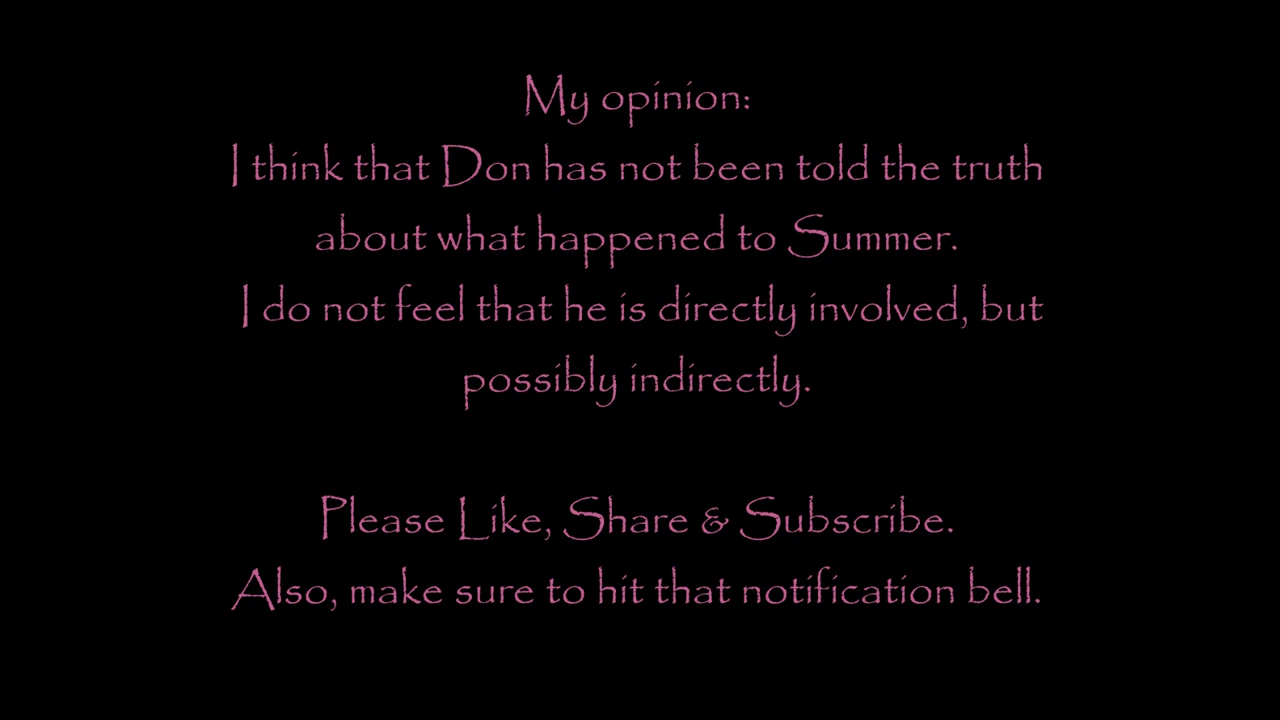 My opinion:
I think that Don has not been told the truth
about what happened to Summer.
I do not feel that he is directly involved, but
possibly indirectly.
Please Like, Share & Subscribe.
Also, make sure to hit that notification bell.